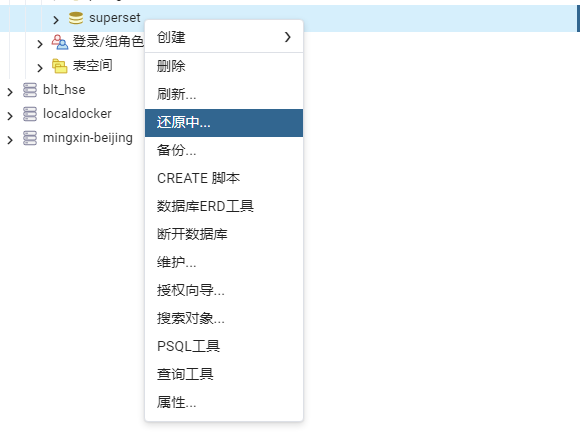 superset
登录/组角色
表空间
blt_hse
localdocker
mingxin-beijing
创建
删除
刷新...
还原中...
备份...
CREATE 脚本
数据库ERD工具
断开数据库
维护...
授权向导...
搜索对象...
PSQL工具
查询工具
属性...